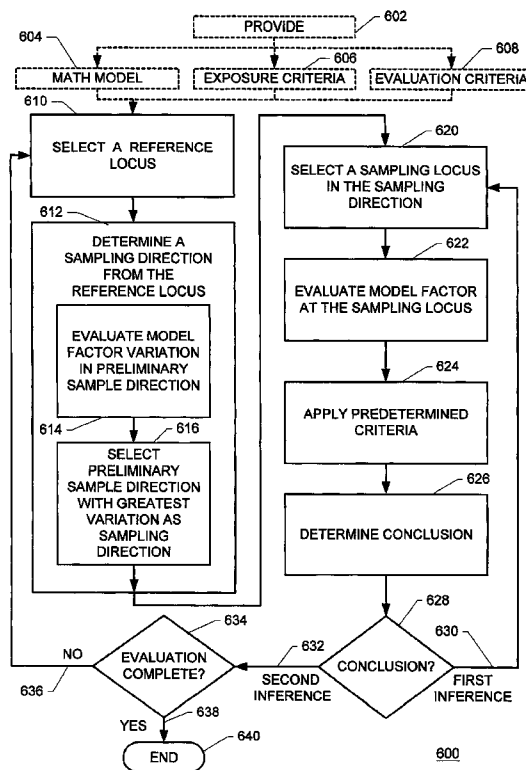 602
PROVIDE
604
606
608
MATH MODEL
EXPOSURE CRITERIA
EVALUATION CRITERIA
610
SELECT A REFERENCE
LOCUS
612
DETERMINE A
SAMPLING DIRECTION
FROM THE
REFERENCE LOCUS
EVALUATE MODEL
FACTOR VARIATION
IN PRELIMINARY
SAMPLE DIRECTION
614
616
SELECT
PRELIMINARY
SAMPLE DIRECTION
WITH GREATEST
VARIATION AS
SAMPLING
DIRECTION
620
SELECT A SAMPLING LOCUS
IN THE SAMPLING
DIRECTION
622
EVALUATE MODEL FACTOR
AT THE SAMPLING LOCUS
624
APPLY PREDETERMINED
CRITERIA
626
DETERMINE CONCLUSION
628
CONCLUSION?
630
FIRST
INFERENCE
632
SECOND
INFERENCE
634
EVALUATION
COMPLETE?
NO
636
YES
638
END
640
600